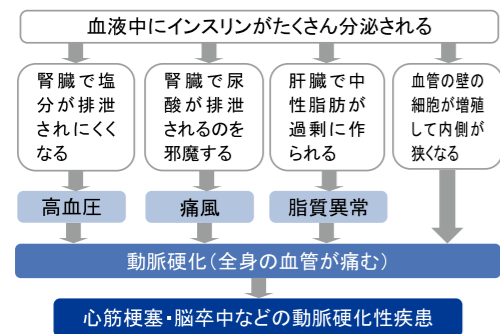 血液中にインスリンがたくさん分泌される
腎臓で塩
分が排泄
されにくく
なる
腎臓で尿
酸が排泄
されるのを
邪魔する
肝臓で中
性脂肪が
過剰に作
られる
血管の壁の
細胞が増殖
して内側が
狭くなる
高血圧
痛風
脂質異常
動脈硬化(全身の血管が痛む)
心筋梗塞・脳卒中などの動脈硬化性疾患